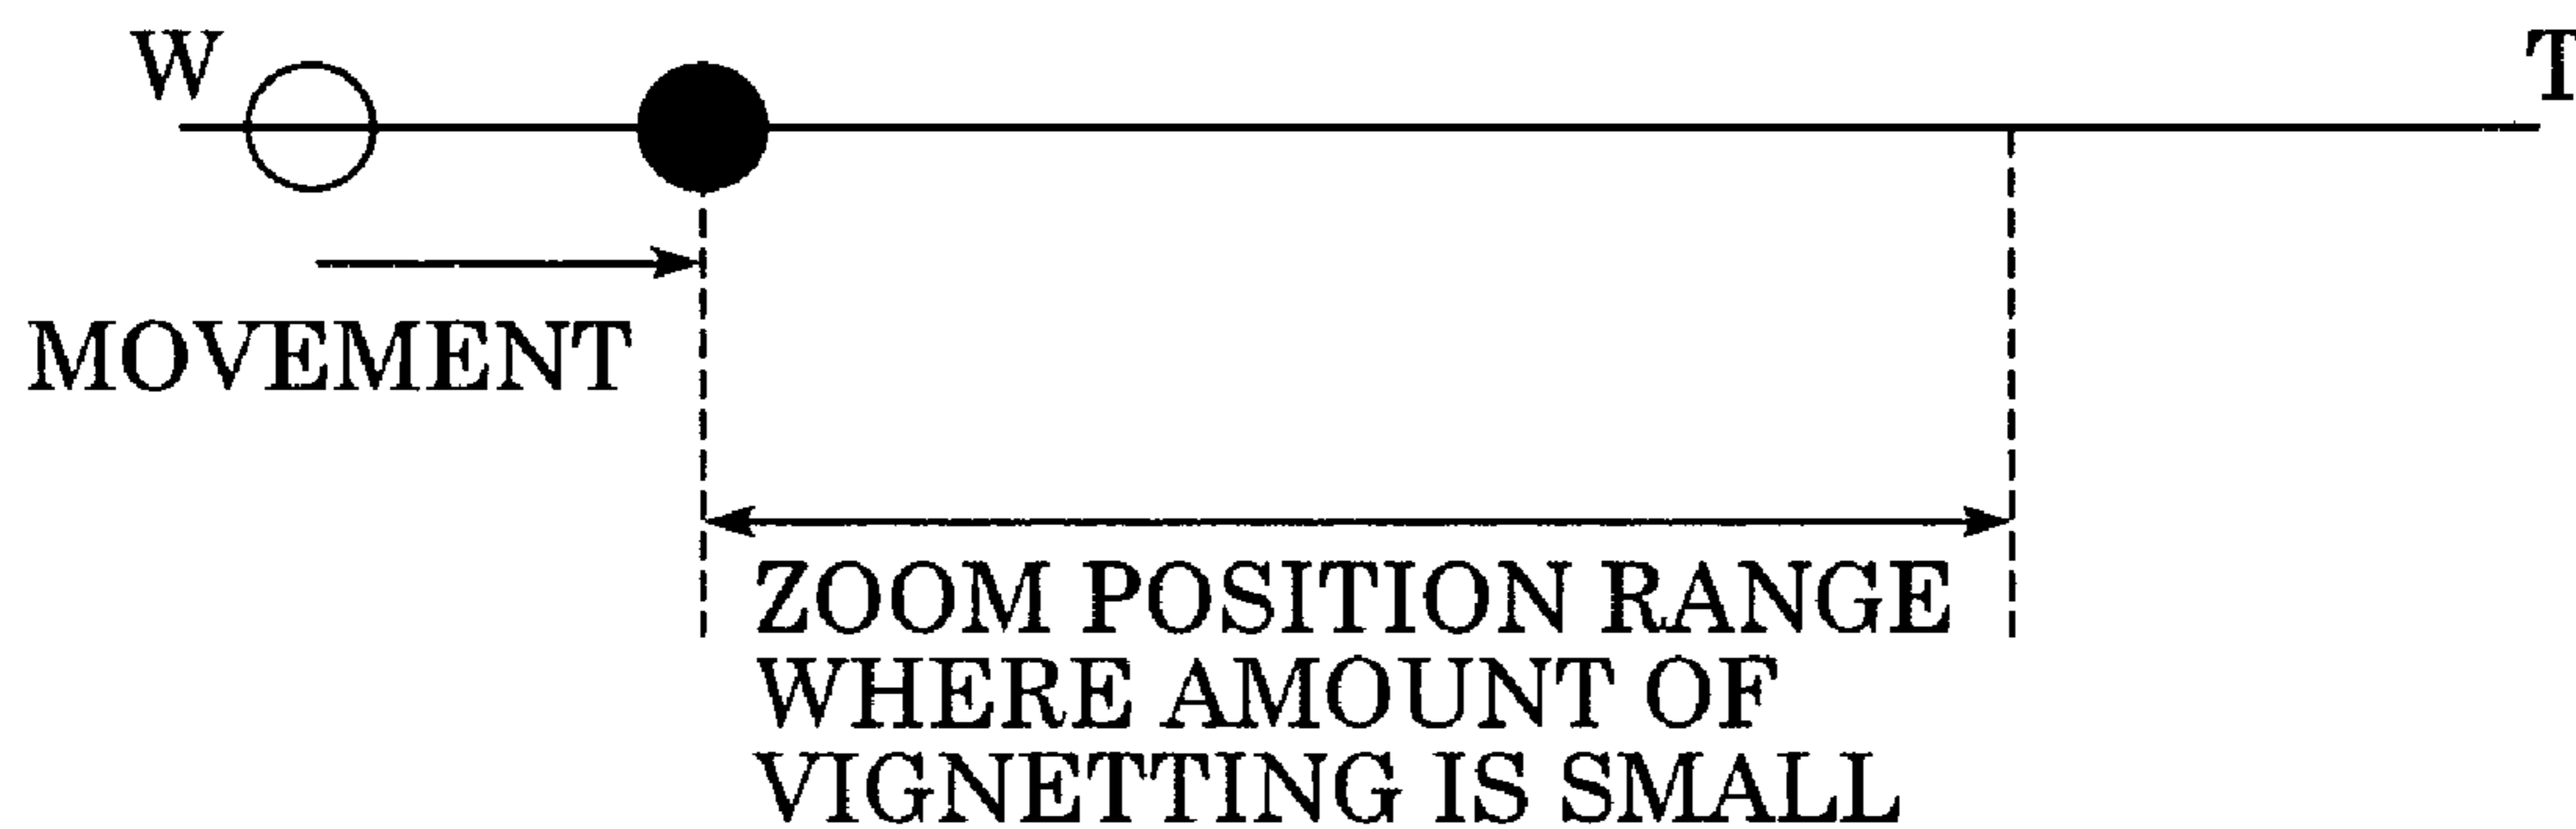 W
T
MOVEMENT
ZOOM POSITION RANGE
WHERE AMOUNT OF
VIGNETTING IS SMALL